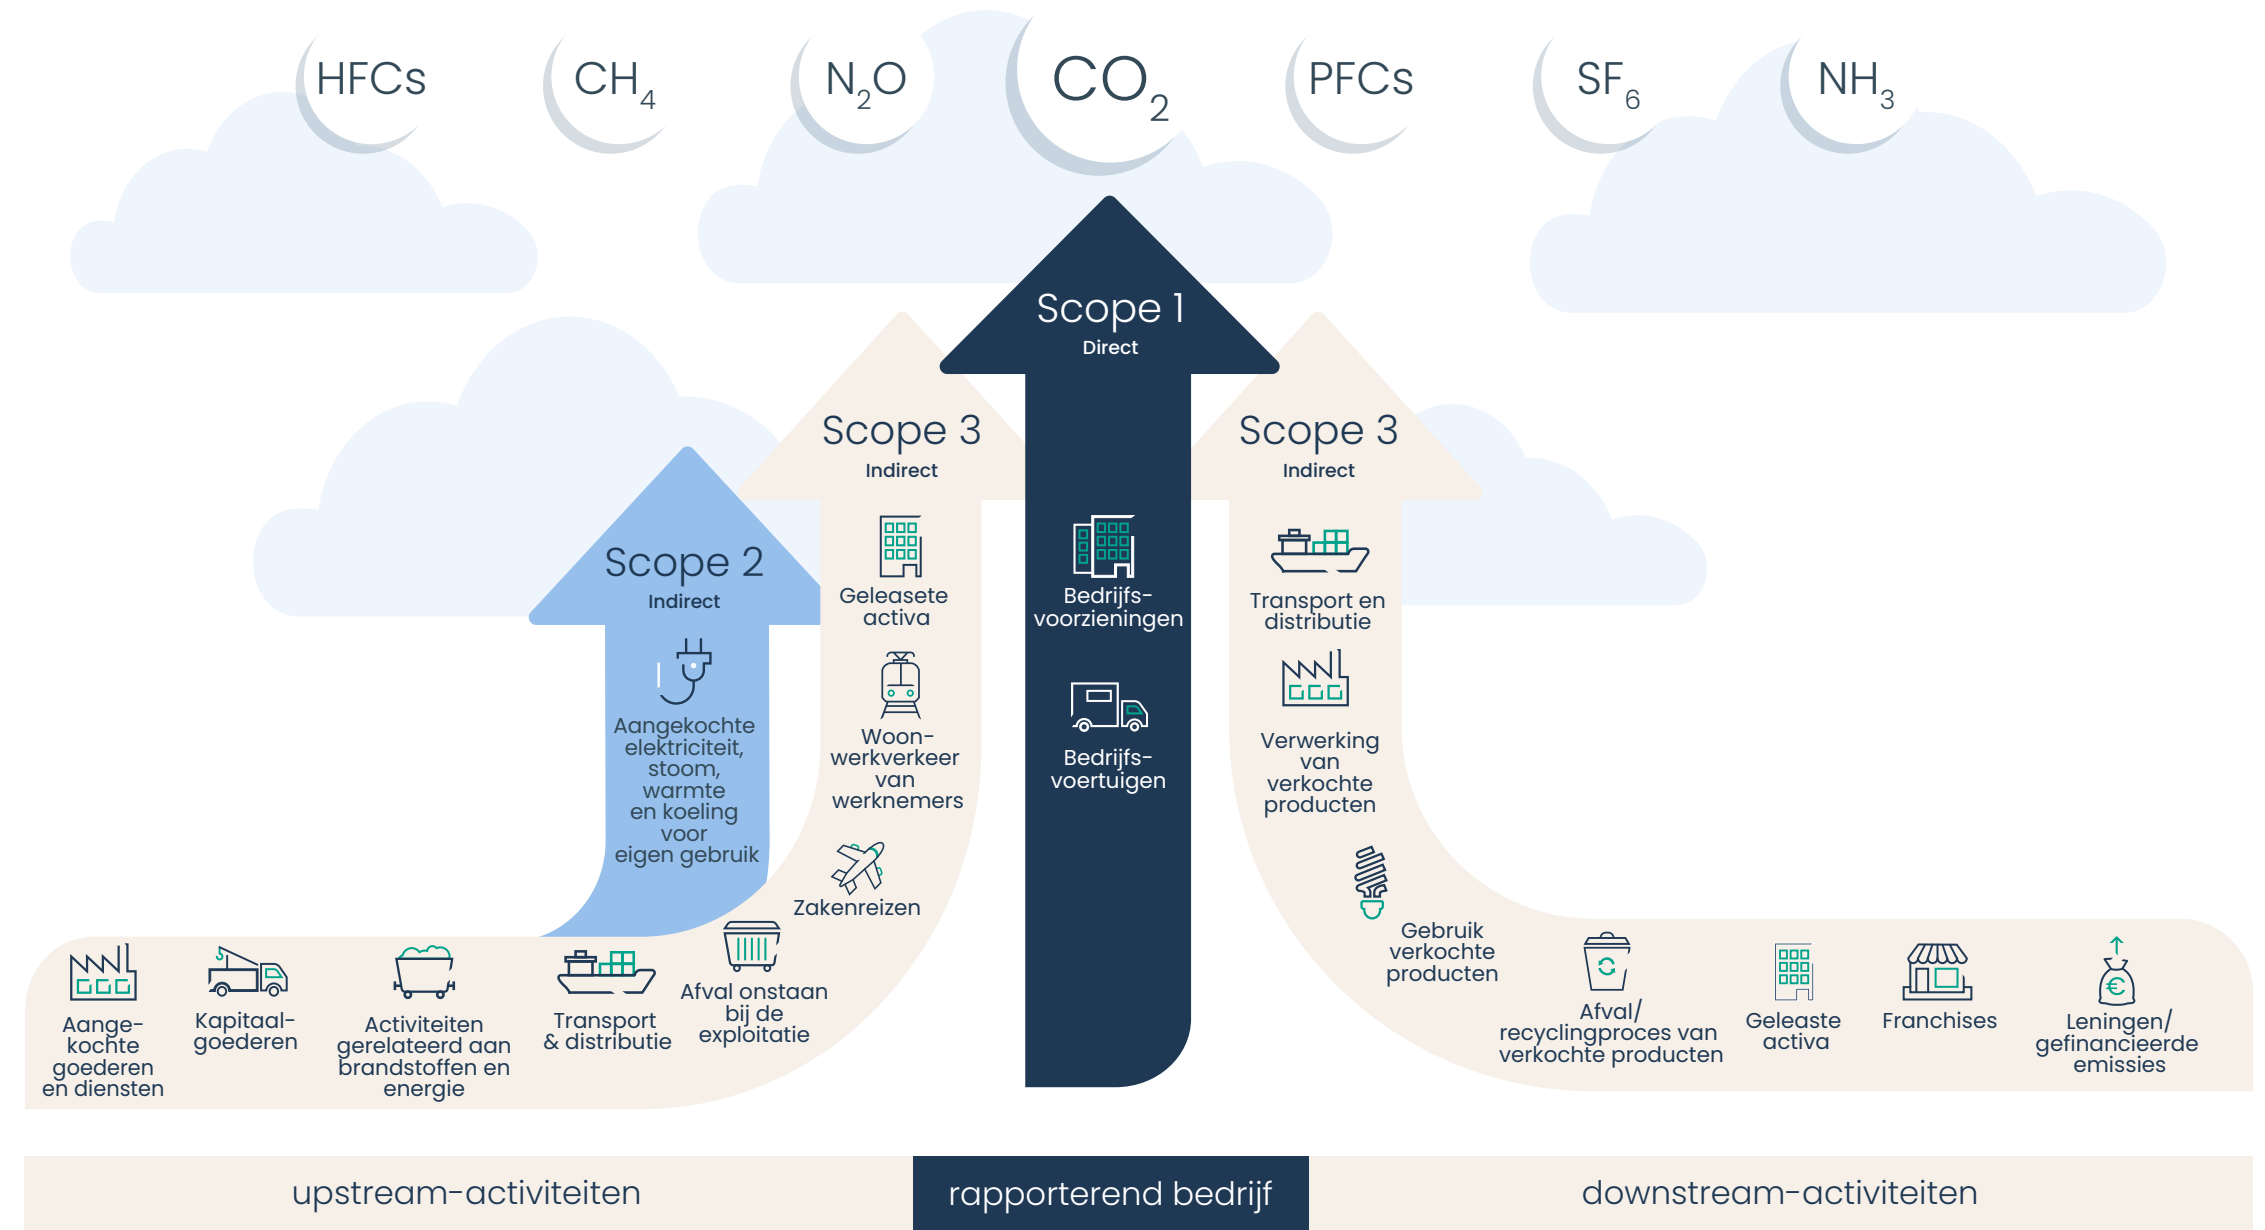 HFCs
CH4
N2O
CO2
PFCs
SF6
NH3
Scope 1
Direct
Bedrijfs-
voorzieningen
Bedrijfs-
voertuigen
Scope 2
Indirect
Aangekochte
elektriciteit,
stoom,
warmte
en koeling
voor
eigen gebruik
Scope 3
Indirect
Geleasete
activa
Woon-
werkverkeer
van
werknemers
Zakenreizen
Afval onstaan
bij de
exploitatie
Transport
& distributie
Activiteiten
gerelateerd aan
brandstoffen en
energie
Kapitaal-
goederen
Aange-
kochte
goederen
en diensten
Scope 3
Indirect
Transport en
distributie
Verwerking
van
verkochte
producten
Gebruik
verkochte
producten
Afval/
recyclingproces van
verkochte producten
Geleaste
activa
Franchises
€
Leningen/
gefinancieerde
emissies
upstream-activiteiten
rapporterend bedrijf
downstream-activiteiten